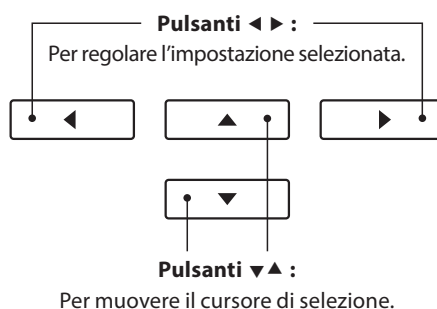 Pulsanti ◀ ▶ :
Per regolare l'impostazione selezionata.
Pulsanti ▼▲ :
Per muovere il cursore di selezione.